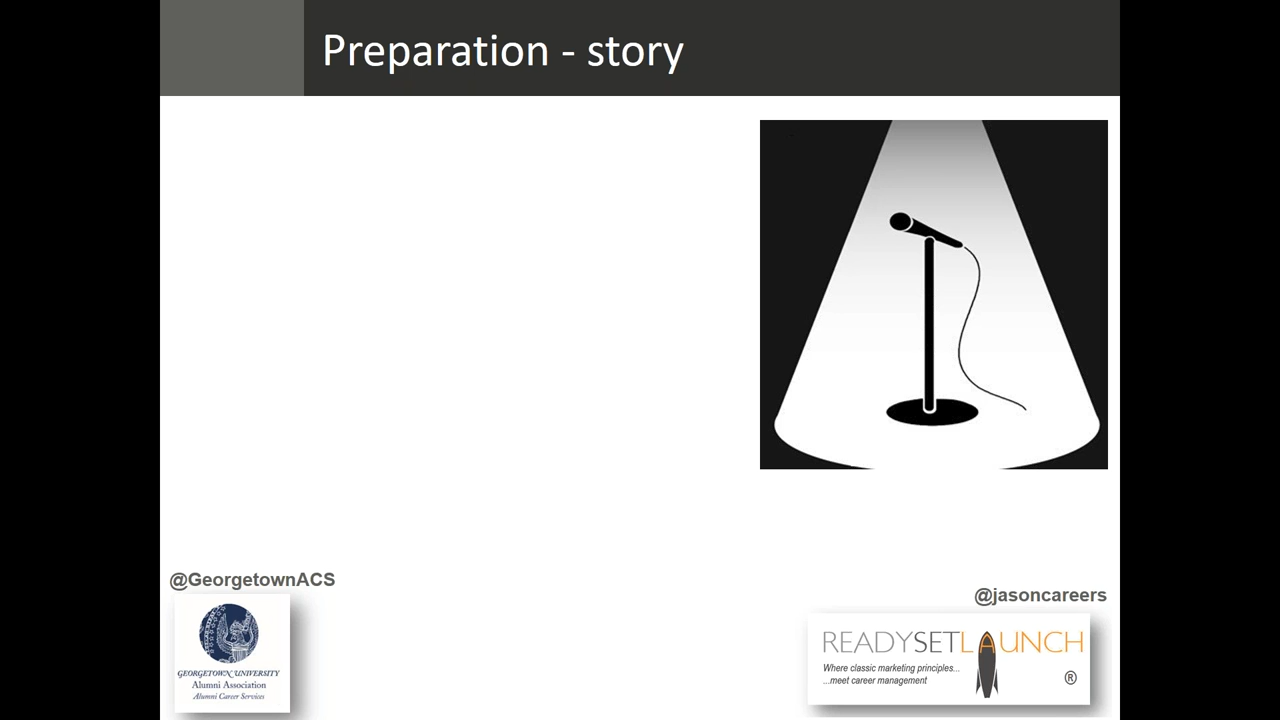 Preparation - story
@GeorgetownACS
GEORGETOWN UNIVERSITY
Alumni Association
Alumni Career Services
@jasoncareers
READYSETLAUNCH
Where classic marketing principles...
...meet career management
®